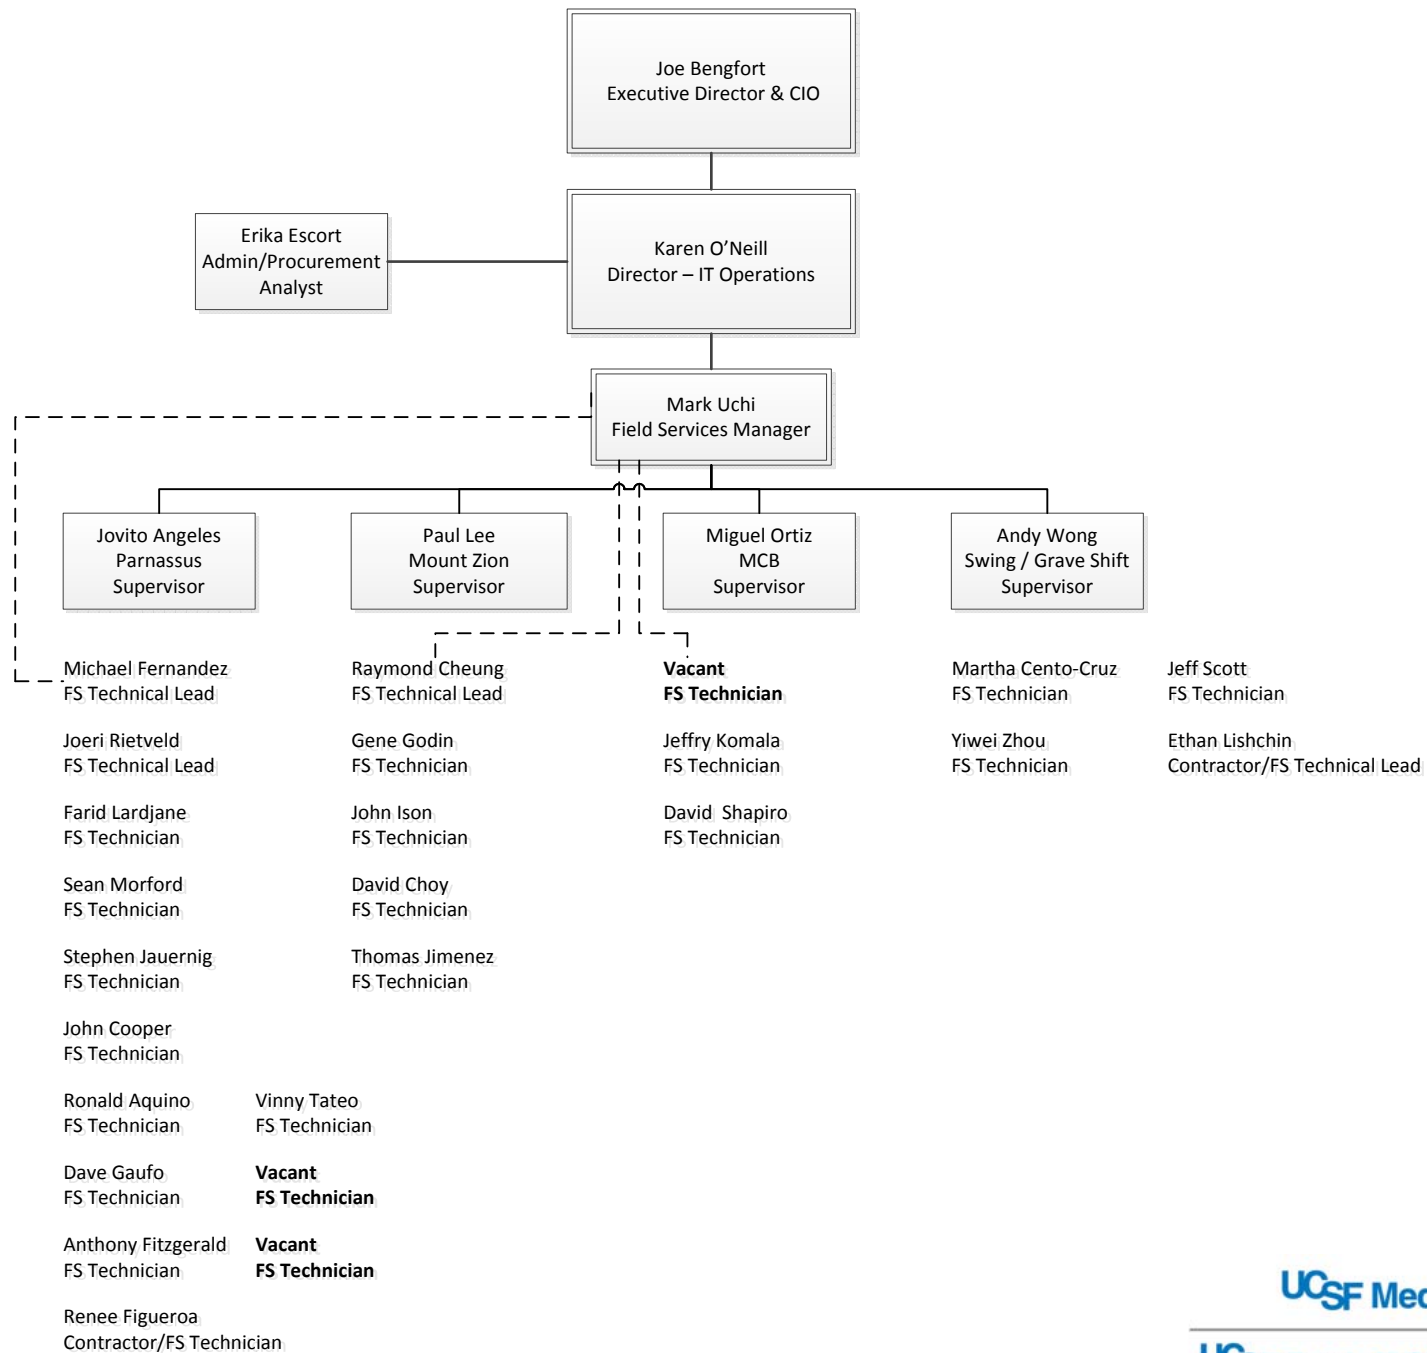 Joe Bengfort
Executive Director & CIO
Erika Escort
Admin/Procurement
Analyst
Karen O’Neill
Director – IT Operations
Mark Uchi
Field Services Manager
Jovito Angeles
Parnassus
Supervisor
Paul Lee
Mount Zion
Supervisor
Miguel Ortiz
MCB
Supervisor
Andy Wong
Swing / Grave Shift
Supervisor
Michael Fernandez
FS Technical Lead
Joeri Rietveld
FS Technical Lead
Farid Lardjane
FS Technician
Sean Morford
FS Technician
Stephen Jauernig
FS Technician
John Cooper
FS Technician
Ronald Aquino
FS Technician
Dave Gaufo
FS Technician
Anthony Fitzgerald
FS Technician
Renee Figueroa
Contractor/FS Technician
Vinny Tateo
FS Technician
Vacant
FS Technician
Vacant
FS Technician
Raymond Cheung
FS Technical Lead
Gene Godin
FS Technician
John Ison
FS Technician
David Choy
FS Technician
Thomas Jimenez
FS Technician
Vacant
FS Technician
Jeffry Komala
FS Technician
David  Shapiro
FS Technician
Martha Cento-Cruz
FS Technician
Yiwei Zhou
FS Technician
Jeff Scott
FS Technician
Ethan Lishchin
Contractor/FS Technical Lead
UCSF Med